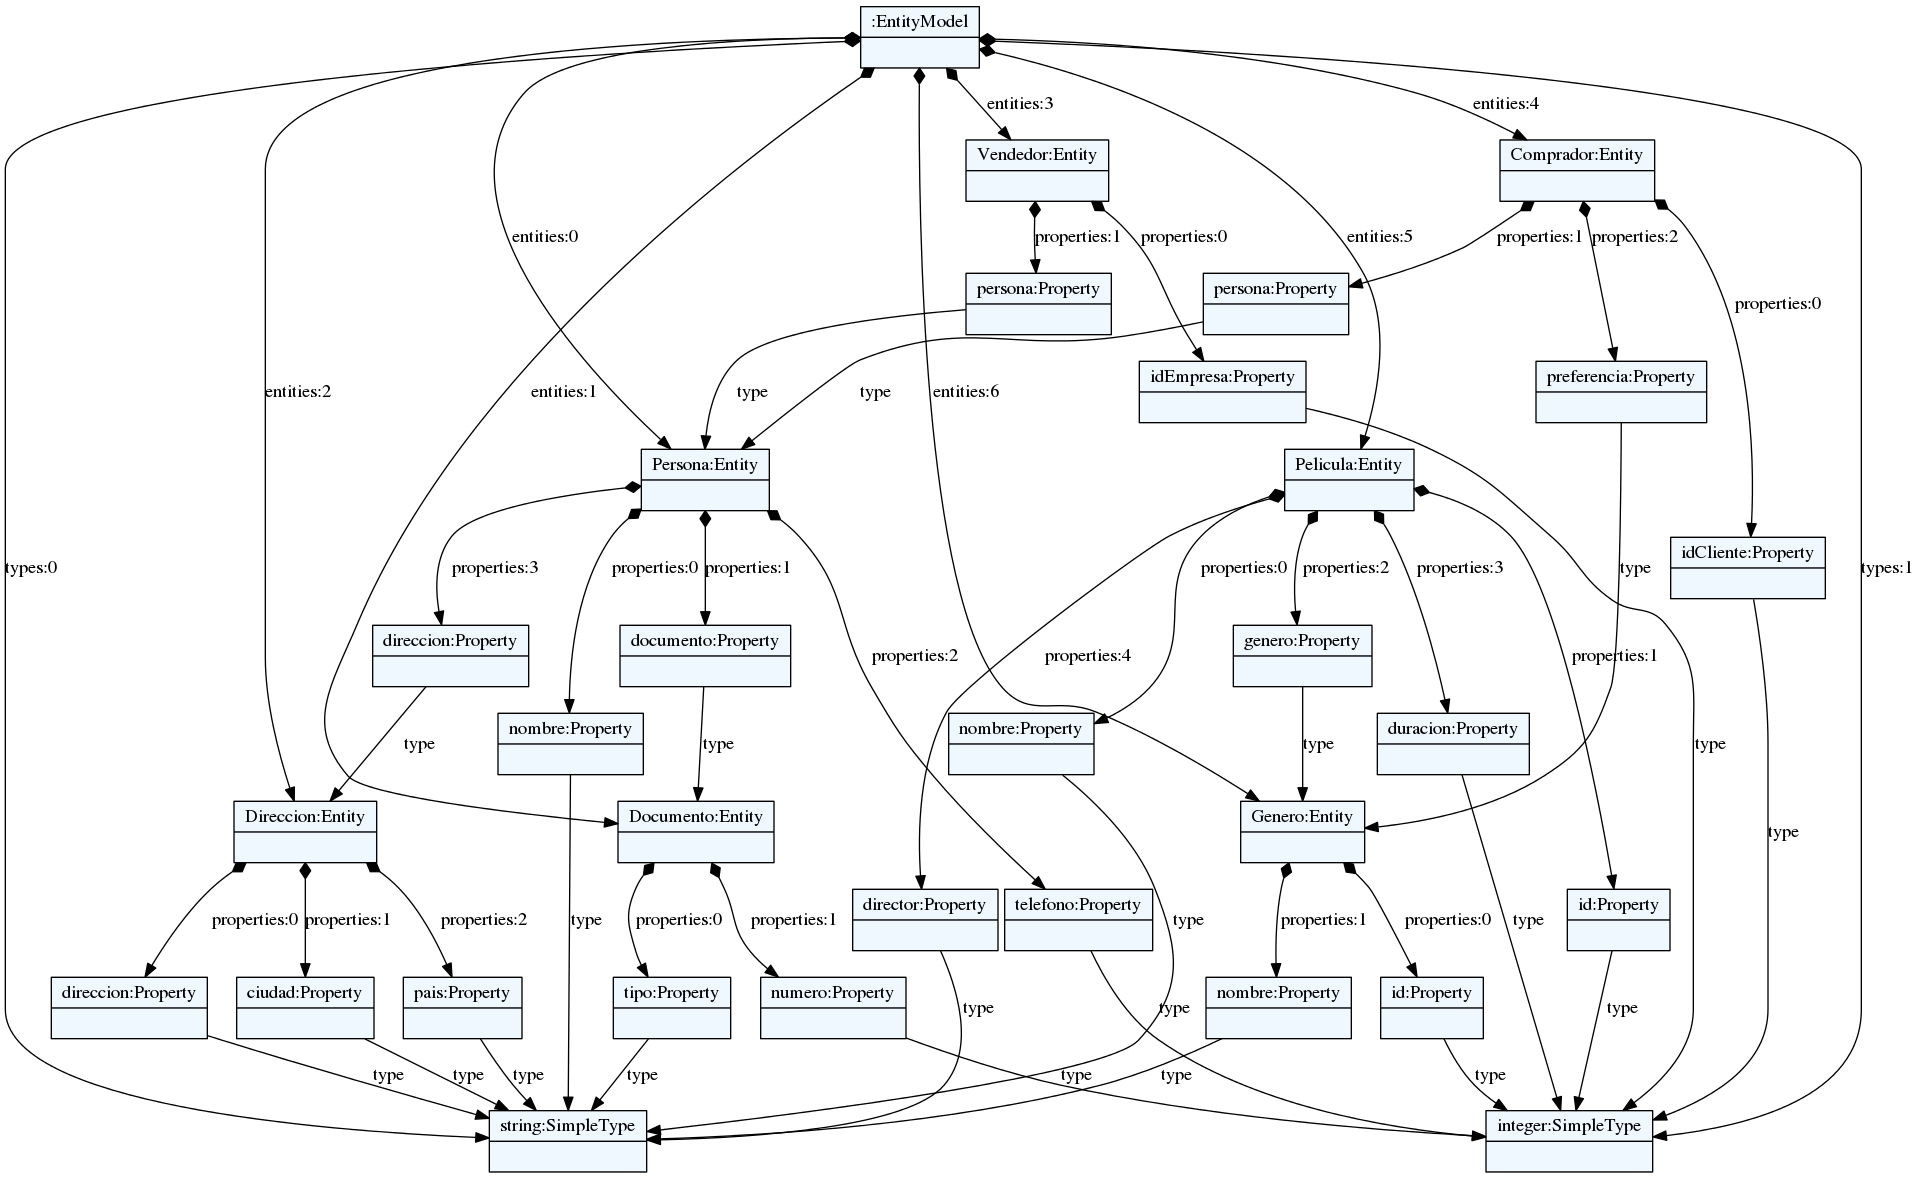 :EntityModel
entities:3
entities:4
Vendedor:Entity
Comprador:Entity
entities:0
properties:1
properties:0
entities:5
properties:1
properties:2
persona:Property
persona:Property
properties:0
idEmpresa:Property
preferencia:Property
entities:2
entities:1
type
type
entities:6
Persona:Entity
Pelicula:Entity
idCliente:Property
types:0
properties:3
properties:0
properties:1
properties:0
properties:2
properties:3
type
types:1
direccion:Property
documento:Property
genero:Property
properties:2
properties:4
properties:1
nombre:Property
nombre:Property
duracion:Property
type
type
type
type
Direccion:Entity
Documento:Entity
Genero:Entity
type
director:Property
telefono:Property
id:Property
properties:0
properties:1
properties:2
type
properties:0
properties:1
type
properties:1
properties:0
type
direccion:Property
ciudad:Property
pais:Property
tipo:Property
numero:Property
nombre:Property
id:Property
type
type
type
type
type
type
type
type
type
type
string:SimpleType
integer:SimpleType